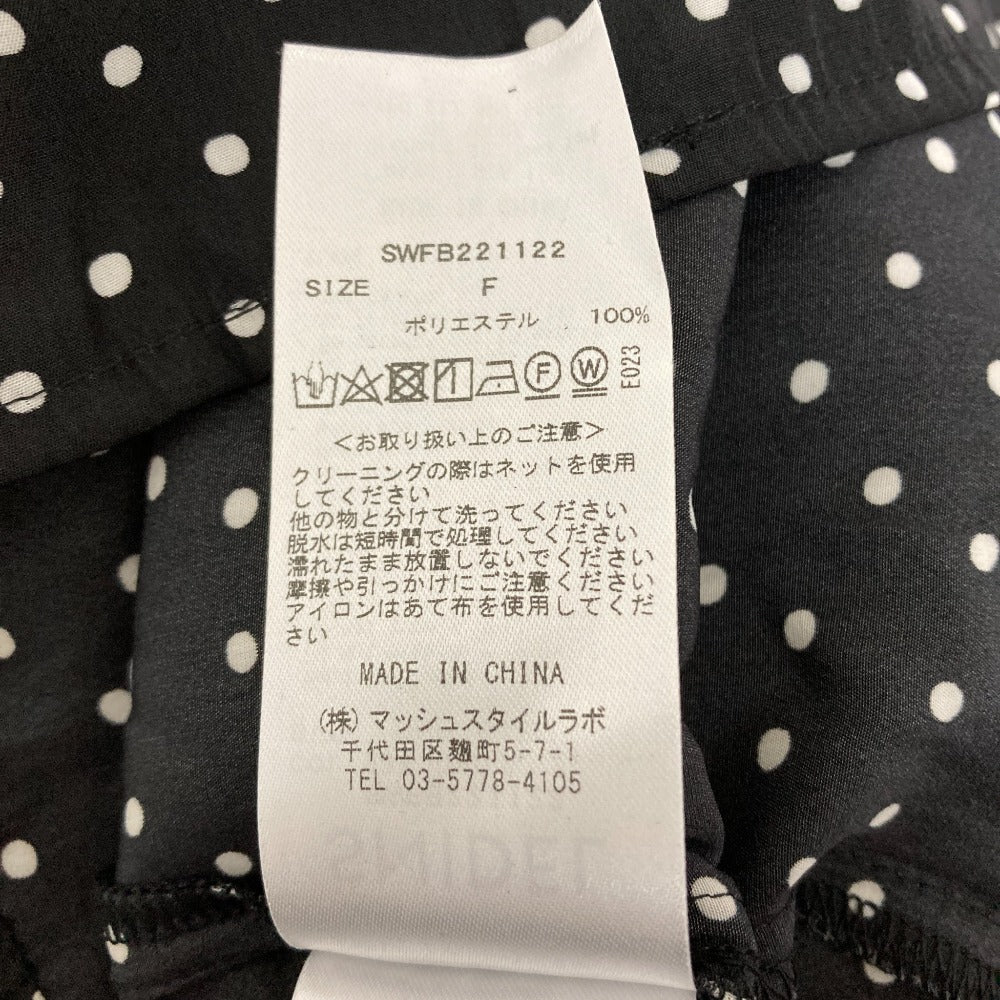 SWFB221122
SIZE F
ポリエステル 100%
F W E023
<お取り扱い上のご注意>
クリーニングの際はネットを使用
してください
他の物と分けて洗ってください
脱水は短時間で処理してください
濡れたまま放置しないでください
摩擦や引っかけにご注意ください
アイロンはあて布を使用してくだ
さい
MADE IN CHINA
(株)マッシュスタイルラボ
千代田区麹町5-7-1
TEL 03-5778-4105